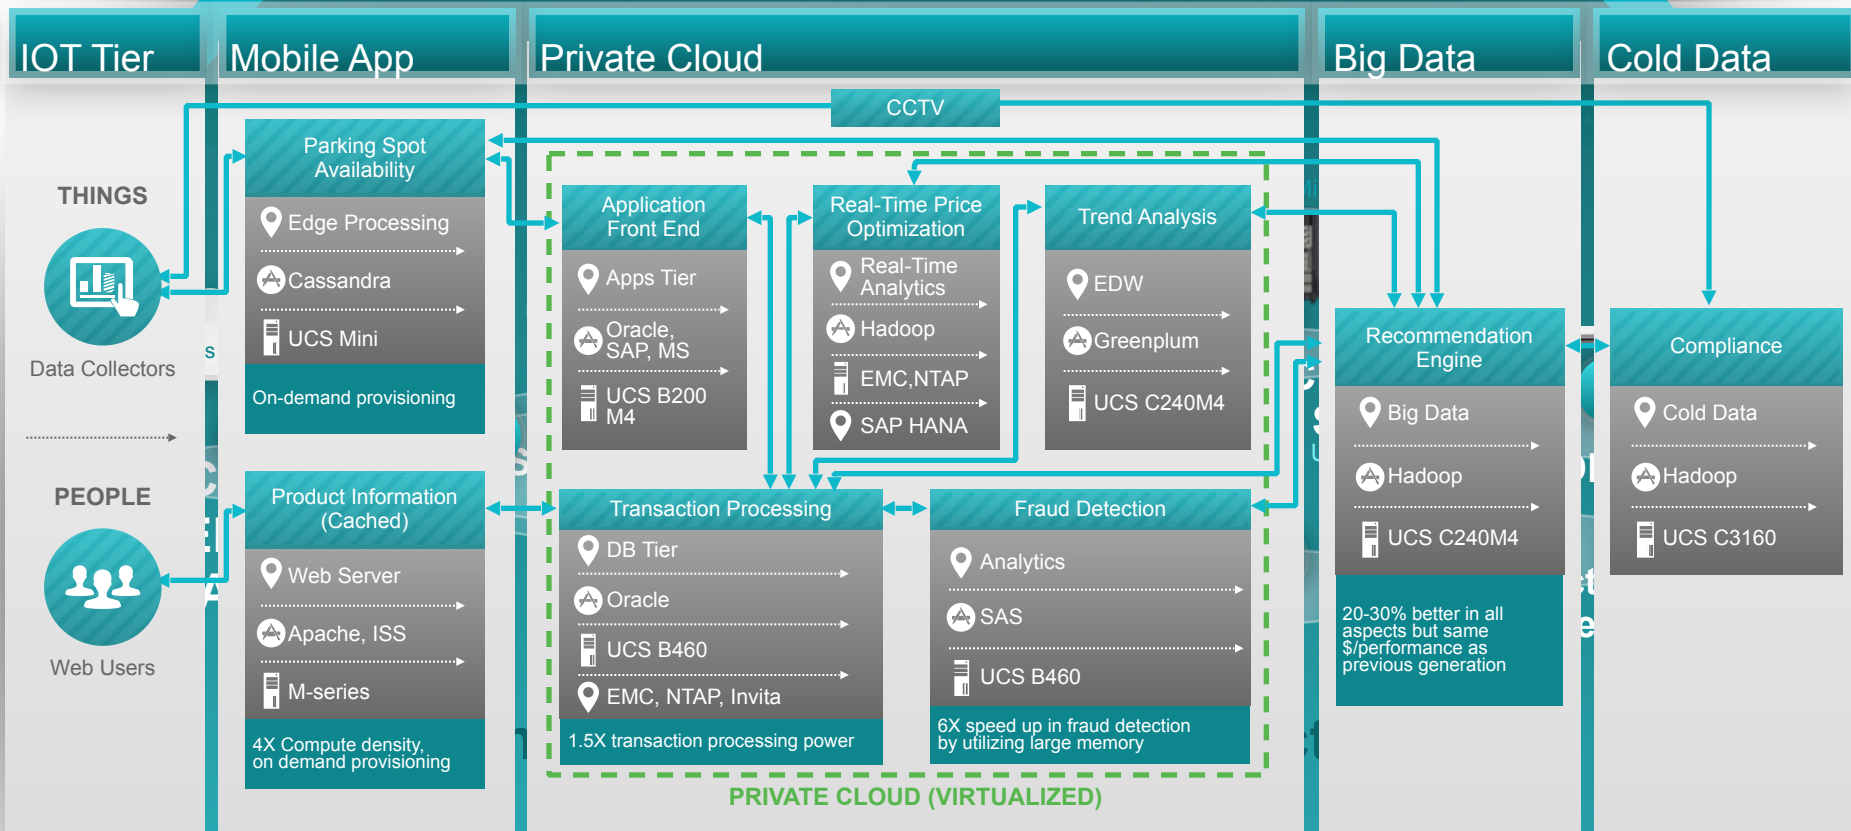 IOT Tier
Mobile App
Private Cloud
Big Data
Cold Data
CCTV
THINGS
Data Collectors
PEOPLE
Web Users
Parking Spot
Availability
Edge Processing
Cassandra
UCS Mini
On-demand provisioning
Product Information
(Cached)
Web Server
Apache, ISS
M-series
4X Compute density,
on demand provisioning
Application
Front End
Apps Tier
Oracle,
SAP, MS
UCS B200
M4
Real-Time Price
Optimization
Real-Time
Analytics
Hadoop
EMC,NTAP
SAP HANA
Trend Analysis
EDW
Greenplum
UCS C240M4
Transaction Processing
DB Tier
Oracle
UCS B460
EMC, NTAP, Invita
1.5X transaction processing power
Fraud Detection
Analytics
SAS
UCS B460
6X speed up in fraud detection
by utilizing large memory
PRIVATE CLOUD (VIRTUALIZED)
Recommendation
Engine
Big Data
Hadoop
UCS C240M4
20-30% better in all
aspects but same
$/performance as
previous generation
Compliance
Cold Data
Hadoop
UCS C3160